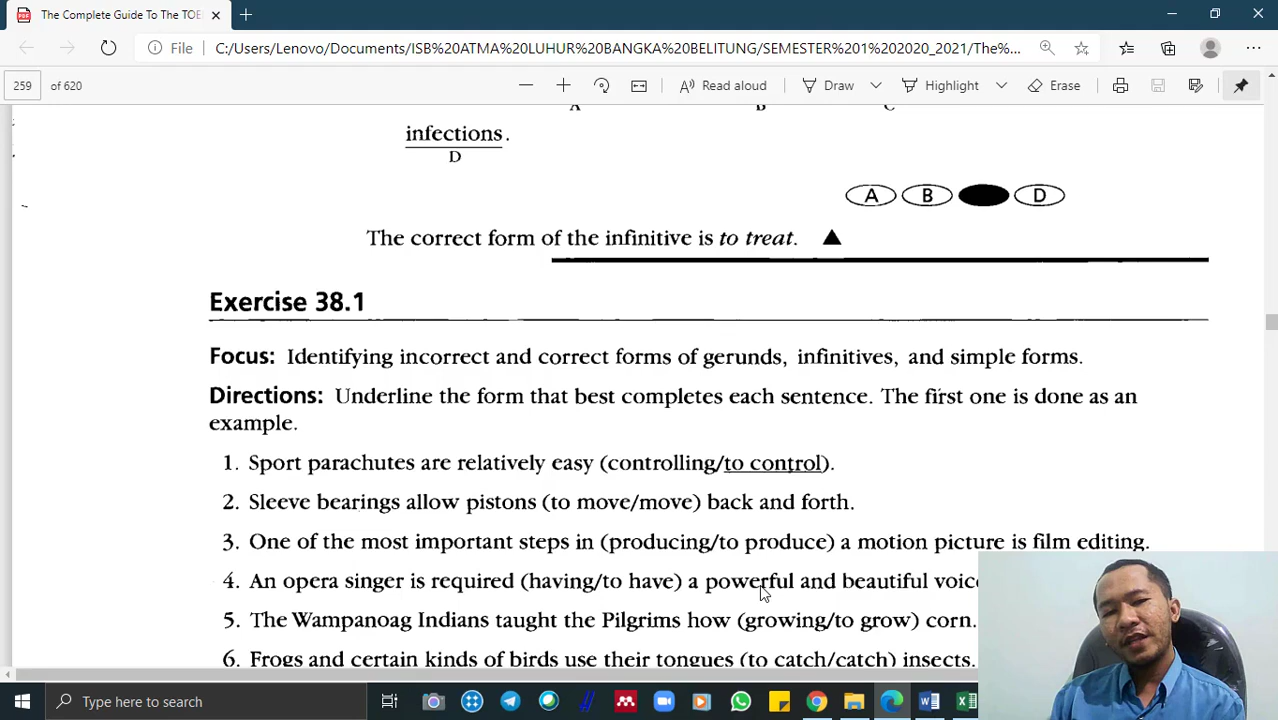 The Complete Guide To The TOE
File C:/Users/Lenovo/Documents/ISB%20ATMA%20LUHUR%20BANGKA%20BELITUNG/SEMESTER%201%202020_2021/The%...
259 of 620 Read aloud Draw Highlight Erase
A B C
infections.
D
A B D
The correct form of the infinitive is to treat. ▲
Exercise 38.1
Focus: Identifying incorrect and correct forms of gerunds, infinitives, and simple forms.
Directions: Underline the form that best completes each sentence. The first one is done as an
example.
1. Sport parachutes are relatively easy (controlling/to control).
2. Sleeve bearings allow pistons (to move/move) back and forth.
3. One of the most important steps in (producing/to produce) a motion picture is film editing.
4. An opera singer is required (having/to have) a powerful and beautiful voice
5. The Wampanoag Indians taught the Pilgrims how (growing/to grow) corn.
6. Frogs and certain kinds of birds use their tongues (to catch/catch) insects.
Type here to search